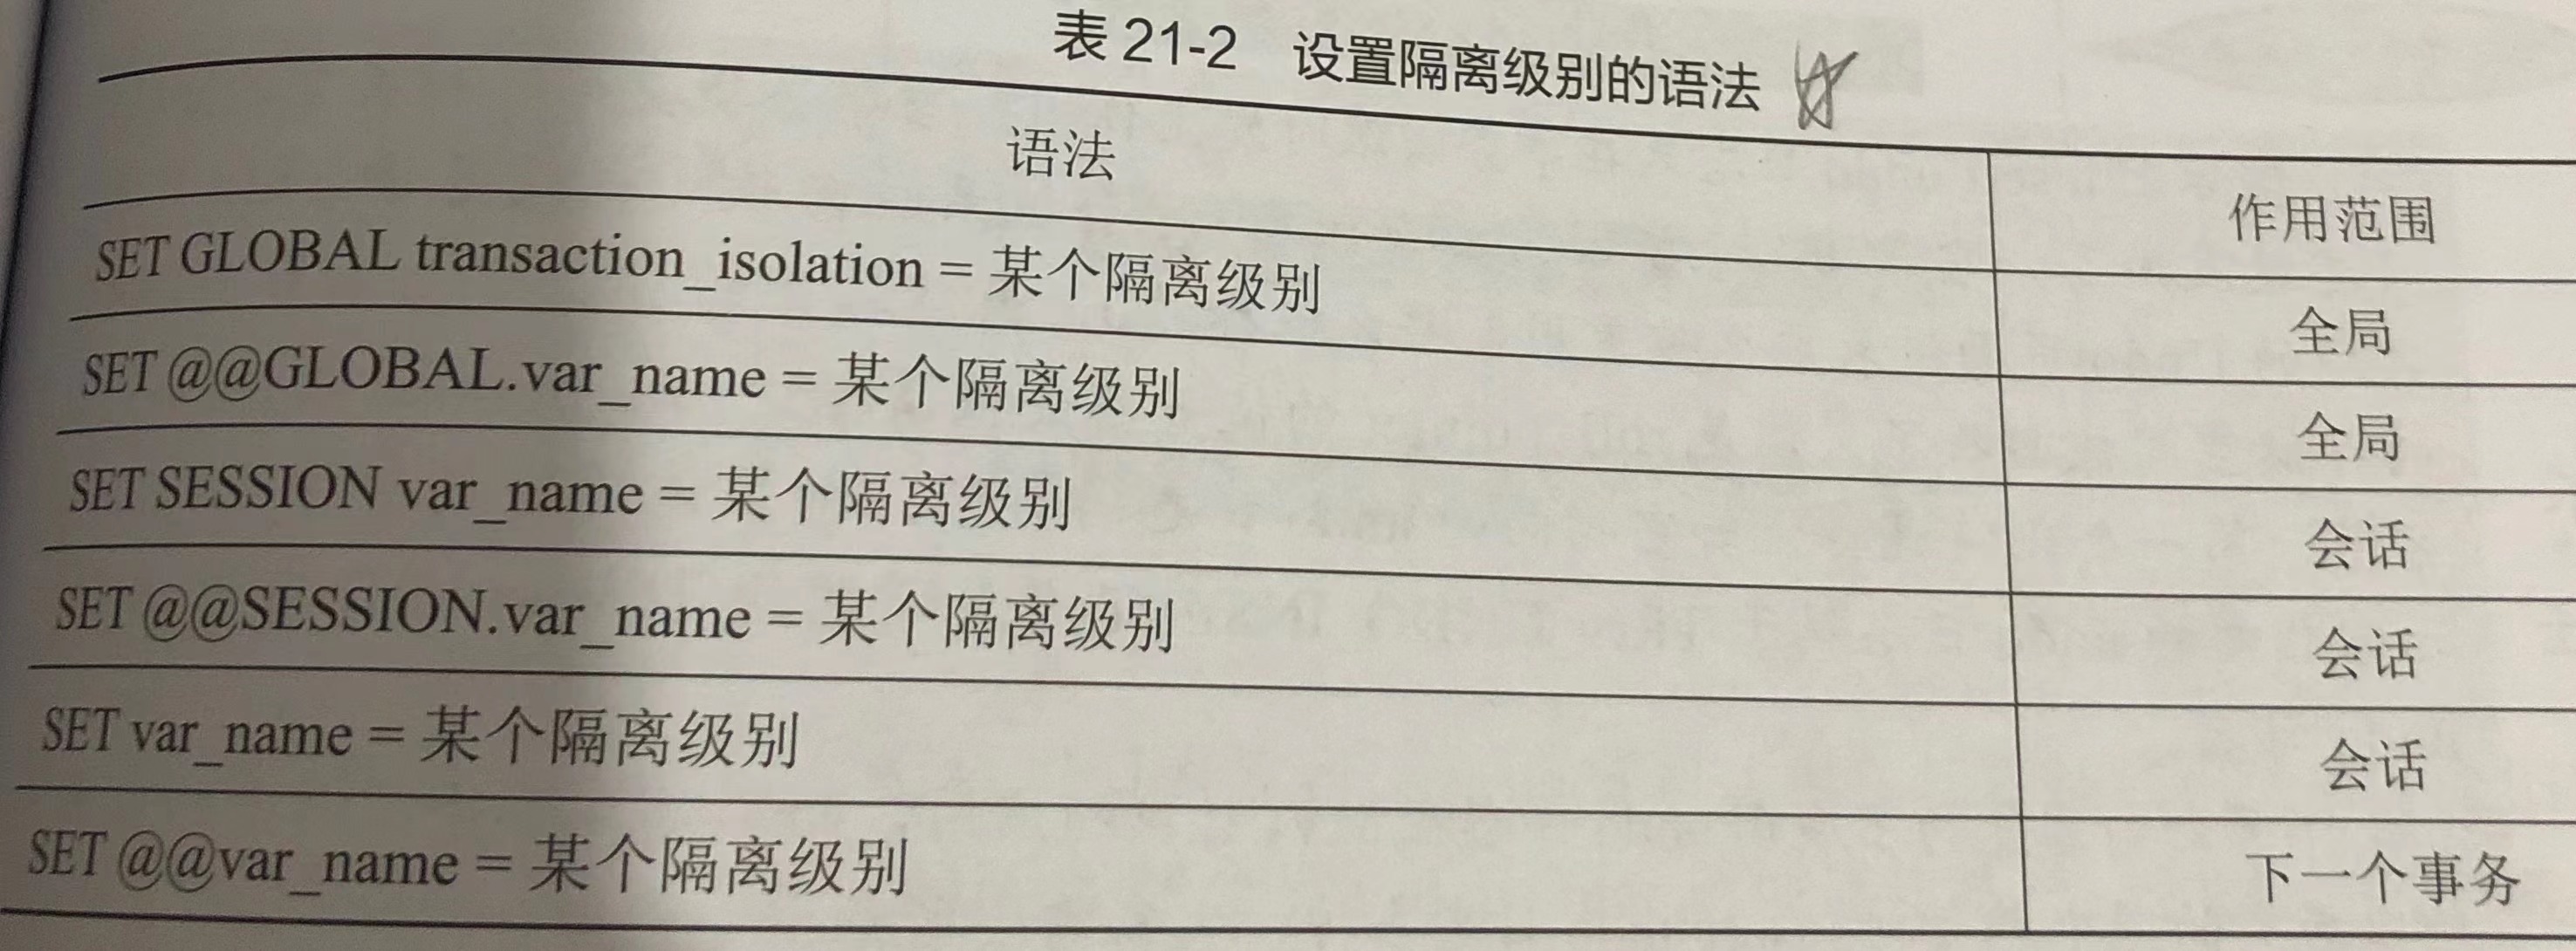 表 21-2 设置隔离级别的语法
语法 作用范围
SET GLOBAL transaction_isolation = 某个隔离级别 全局
SET @@GLOBAL.var_name = 某个隔离级别 全局
SET SESSION var_name = 某个隔离级别 会话
SET @@SESSION.var_name = 某个隔离级别 会话
SET var_name = 某个隔离级别 会话
SET @@var_name = 某个隔离级别 下一个事务